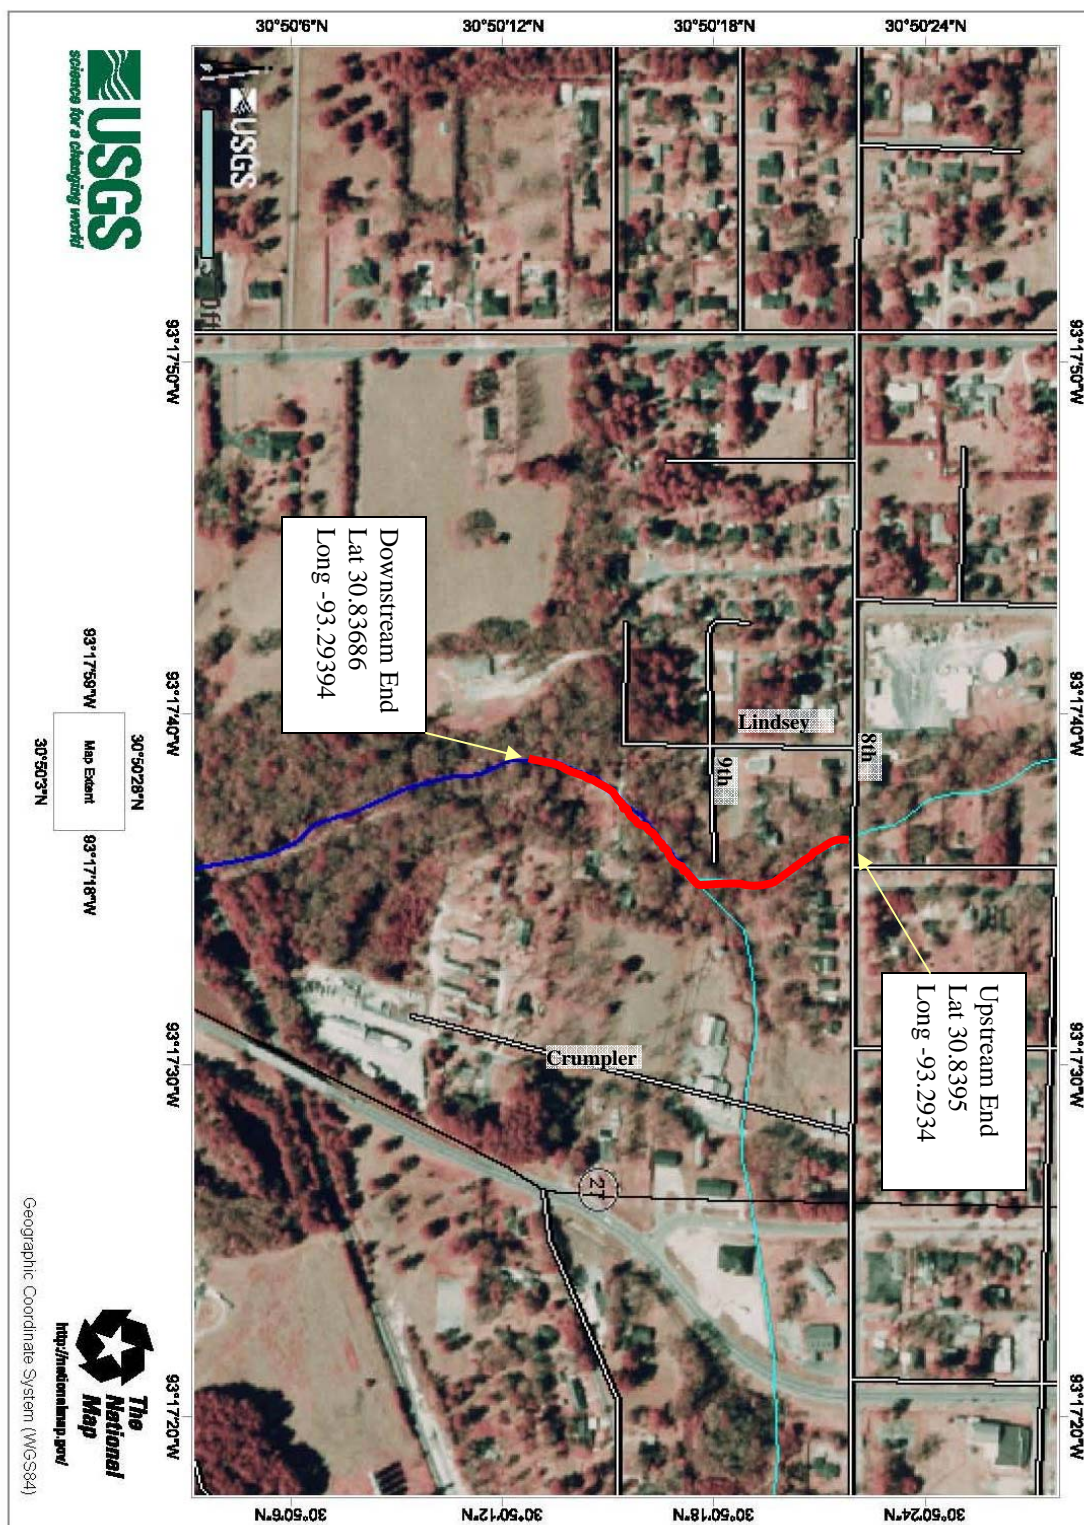 30°50'6"N
30°50'12"N
30°50'18"N
30°50'24"N
USGS
science for a changing world
USGS
93°17'50"W
93°17'50"W
93°17'40"W
93°17'40"W
93°17'30"W
93°17'30"W
93°17'20"W
93°17'20"W
Downstream End
Lat 30.83686
Long -93.29394
Upstream End
Lat 30.8395
Long -93.2934
Lindsey
8th
9th
Crumpler
27
30°50'28"N
93°17'59"W
Map Extent
93°17'18"W
30°50'3"N
The
National
Map
http://nationalmap.gov/
Geographic Coordinate System (WGS84)
30°50'6"N
30°50'12"N
30°50'18"N
30°50'24"N